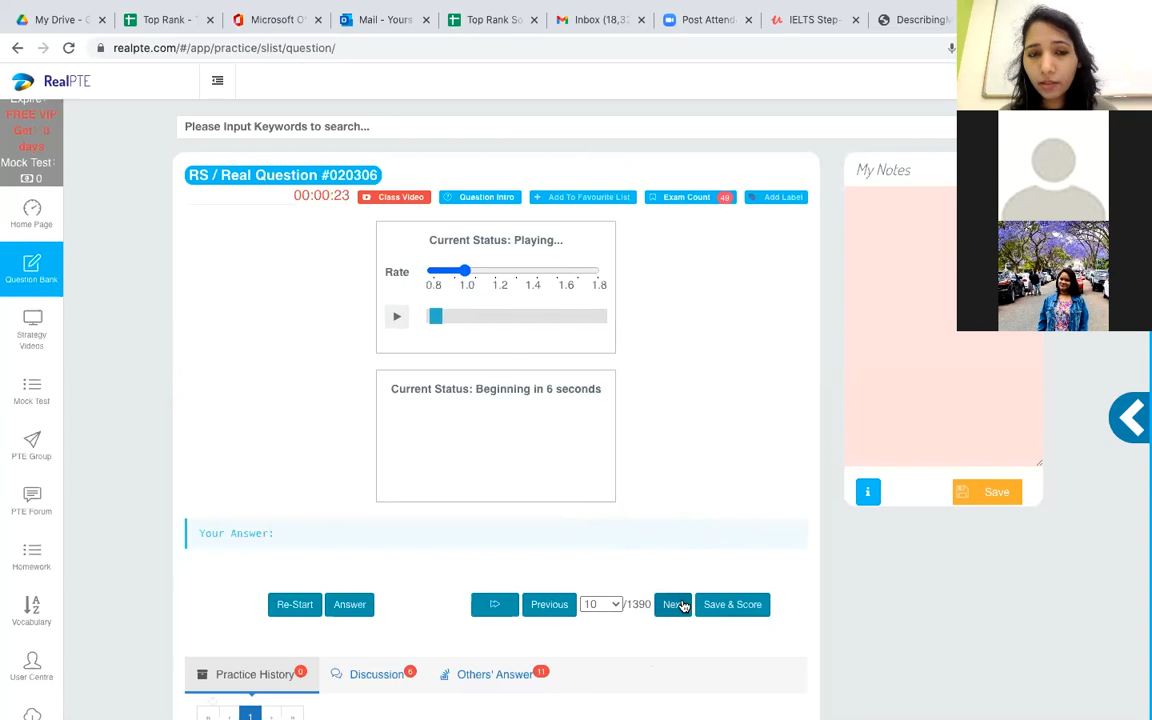 My Drive - G
Top Rank - T
Microsoft O
Mail - Yours
Top Rank So
Inbox (18,3
Post Attend
IELTS Step-
DescribingM
realpte.com/#/app/practice/slist/question/
RealPTE
Expire:
FREE VIP
Get
days
Mock Test:
0
Home Page
Question Bank
Strategy
Videos
Mock Test
PTE Group
PTE Forum
Homework
Vocabulary
User Centre
Please Input Keywords to search...
RS / Real Question #020306
00:00:23
Class Video
Question Intro
Add To Favourite List
Exam Count 49
Add Label
Current Status: Playing...
Rate
0.8 1.0 1.2 1.4 1.6 1.8
Current Status: Beginning in 6 seconds
Your Answer:
Re-Start
Answer
Previous
10
/1390
Next
Save & Score
Practice History 0
Discussion 6
Others' Answer 11
« ‹ 1 › »
My Notes
Save